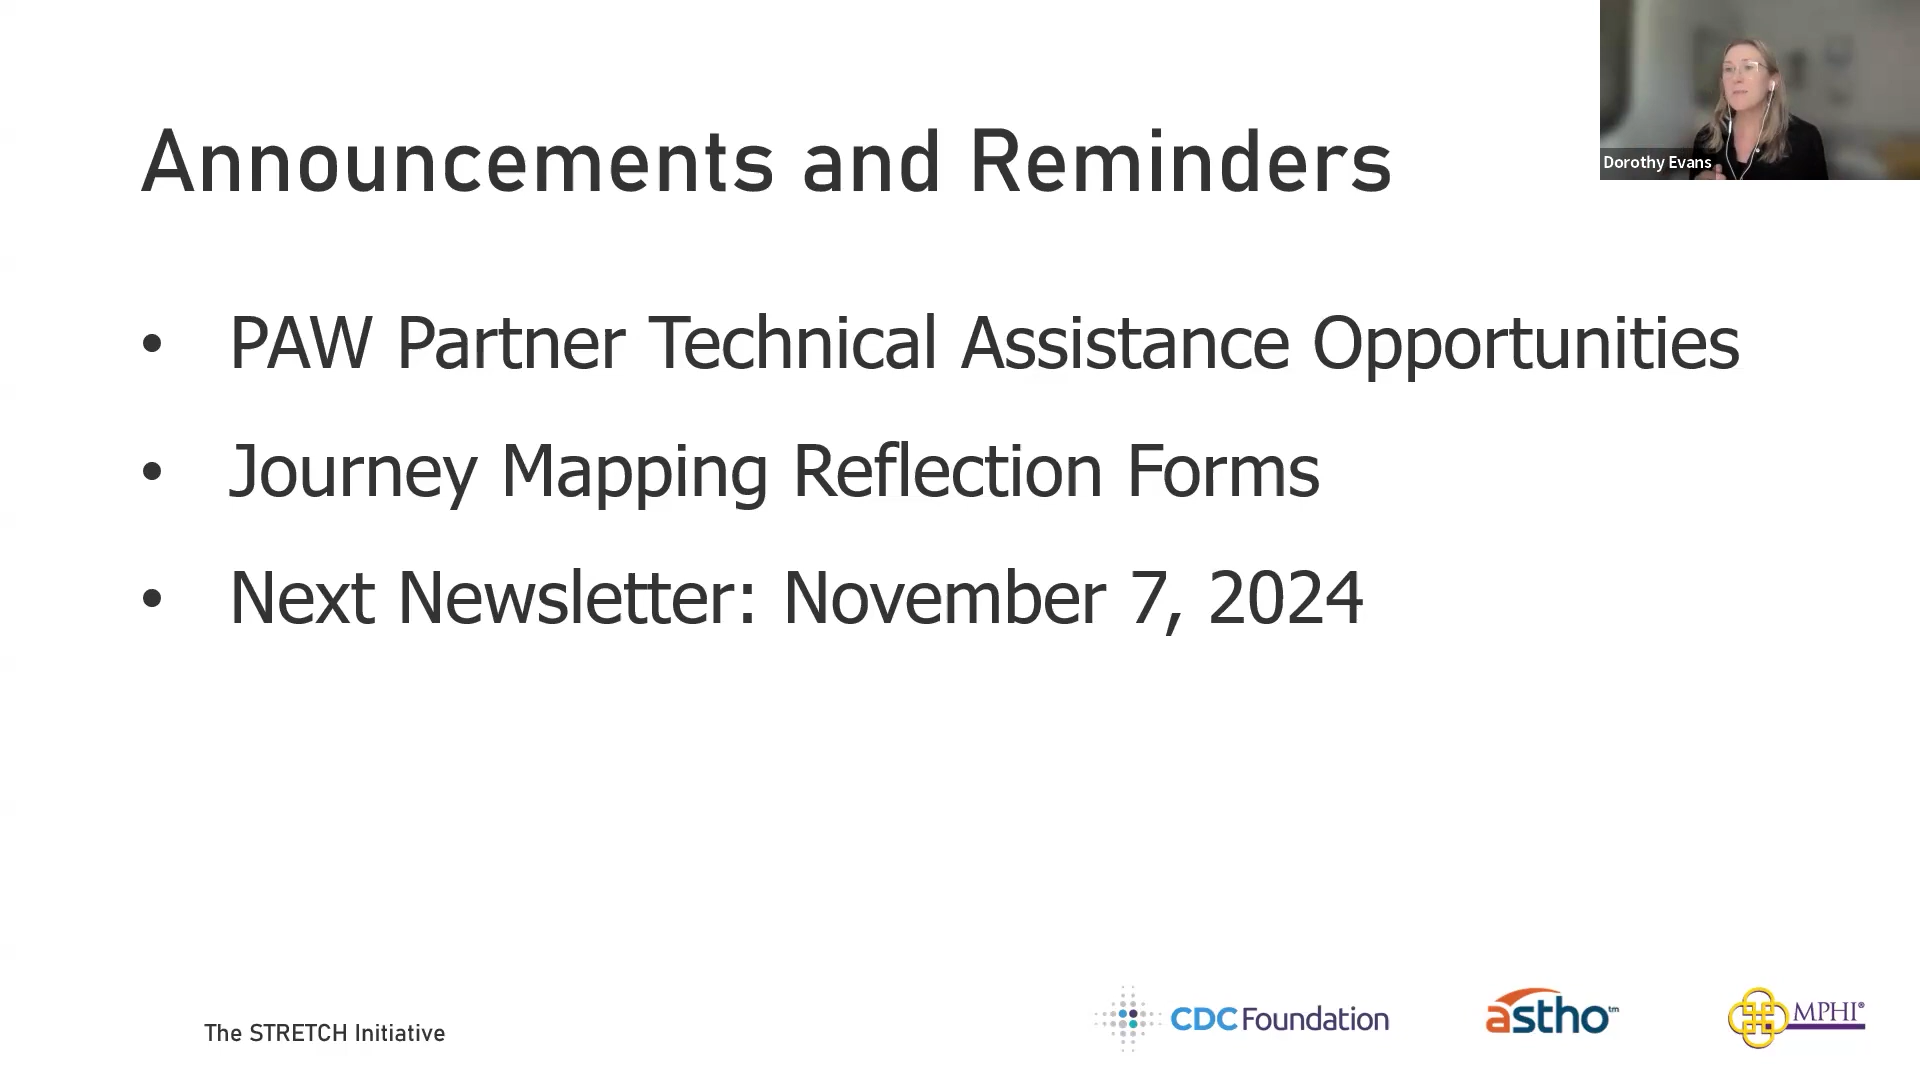 Announcements and Reminders
Dorothy Evans
• PAW Partner Technical Assistance Opportunities
• Journey Mapping Reflection Forms
• Next Newsletter: November 7, 2024
The STRETCH Initiative
CDC Foundation
astho™
MPHI®